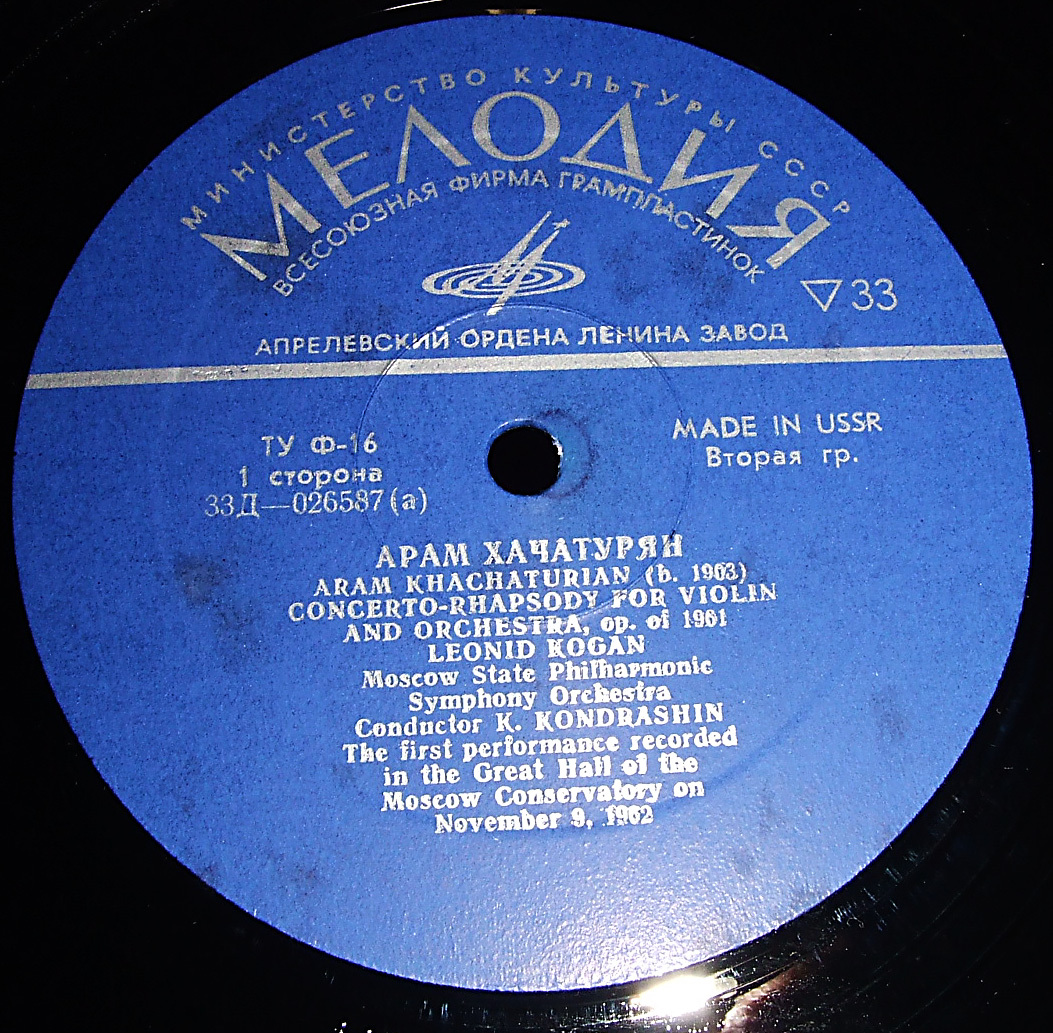 МИНИСТЕРСТВО КУЛЬТУРЫ СССР
МЕЛОДИЯ
ВСЕСОЮЗНАЯ ФИРМА ГРАМПЛАСТИНОК
▽33
АПРЕЛЕВСКИЙ ОРДЕНА ЛЕНИНА ЗАВОД
ТУ Ф-16
1 сторона
33Д—026587(а)
MADE IN USSR
Вторая гр.
АРАМ ХАЧАТУРЯН
ARAM KHACHATURIAN (b. 1903)
CONCERTO-RHAPSODY FOR VIOLIN
AND ORCHESTRA, op. of 1961
LEONID KOGAN
Moscow State Philharmonic
Symphony Orchestra
Conductor K. KONDRASHIN
The first performance recorded
in the Great Hall of the
Moscow Conservatory on
November 9, 1962